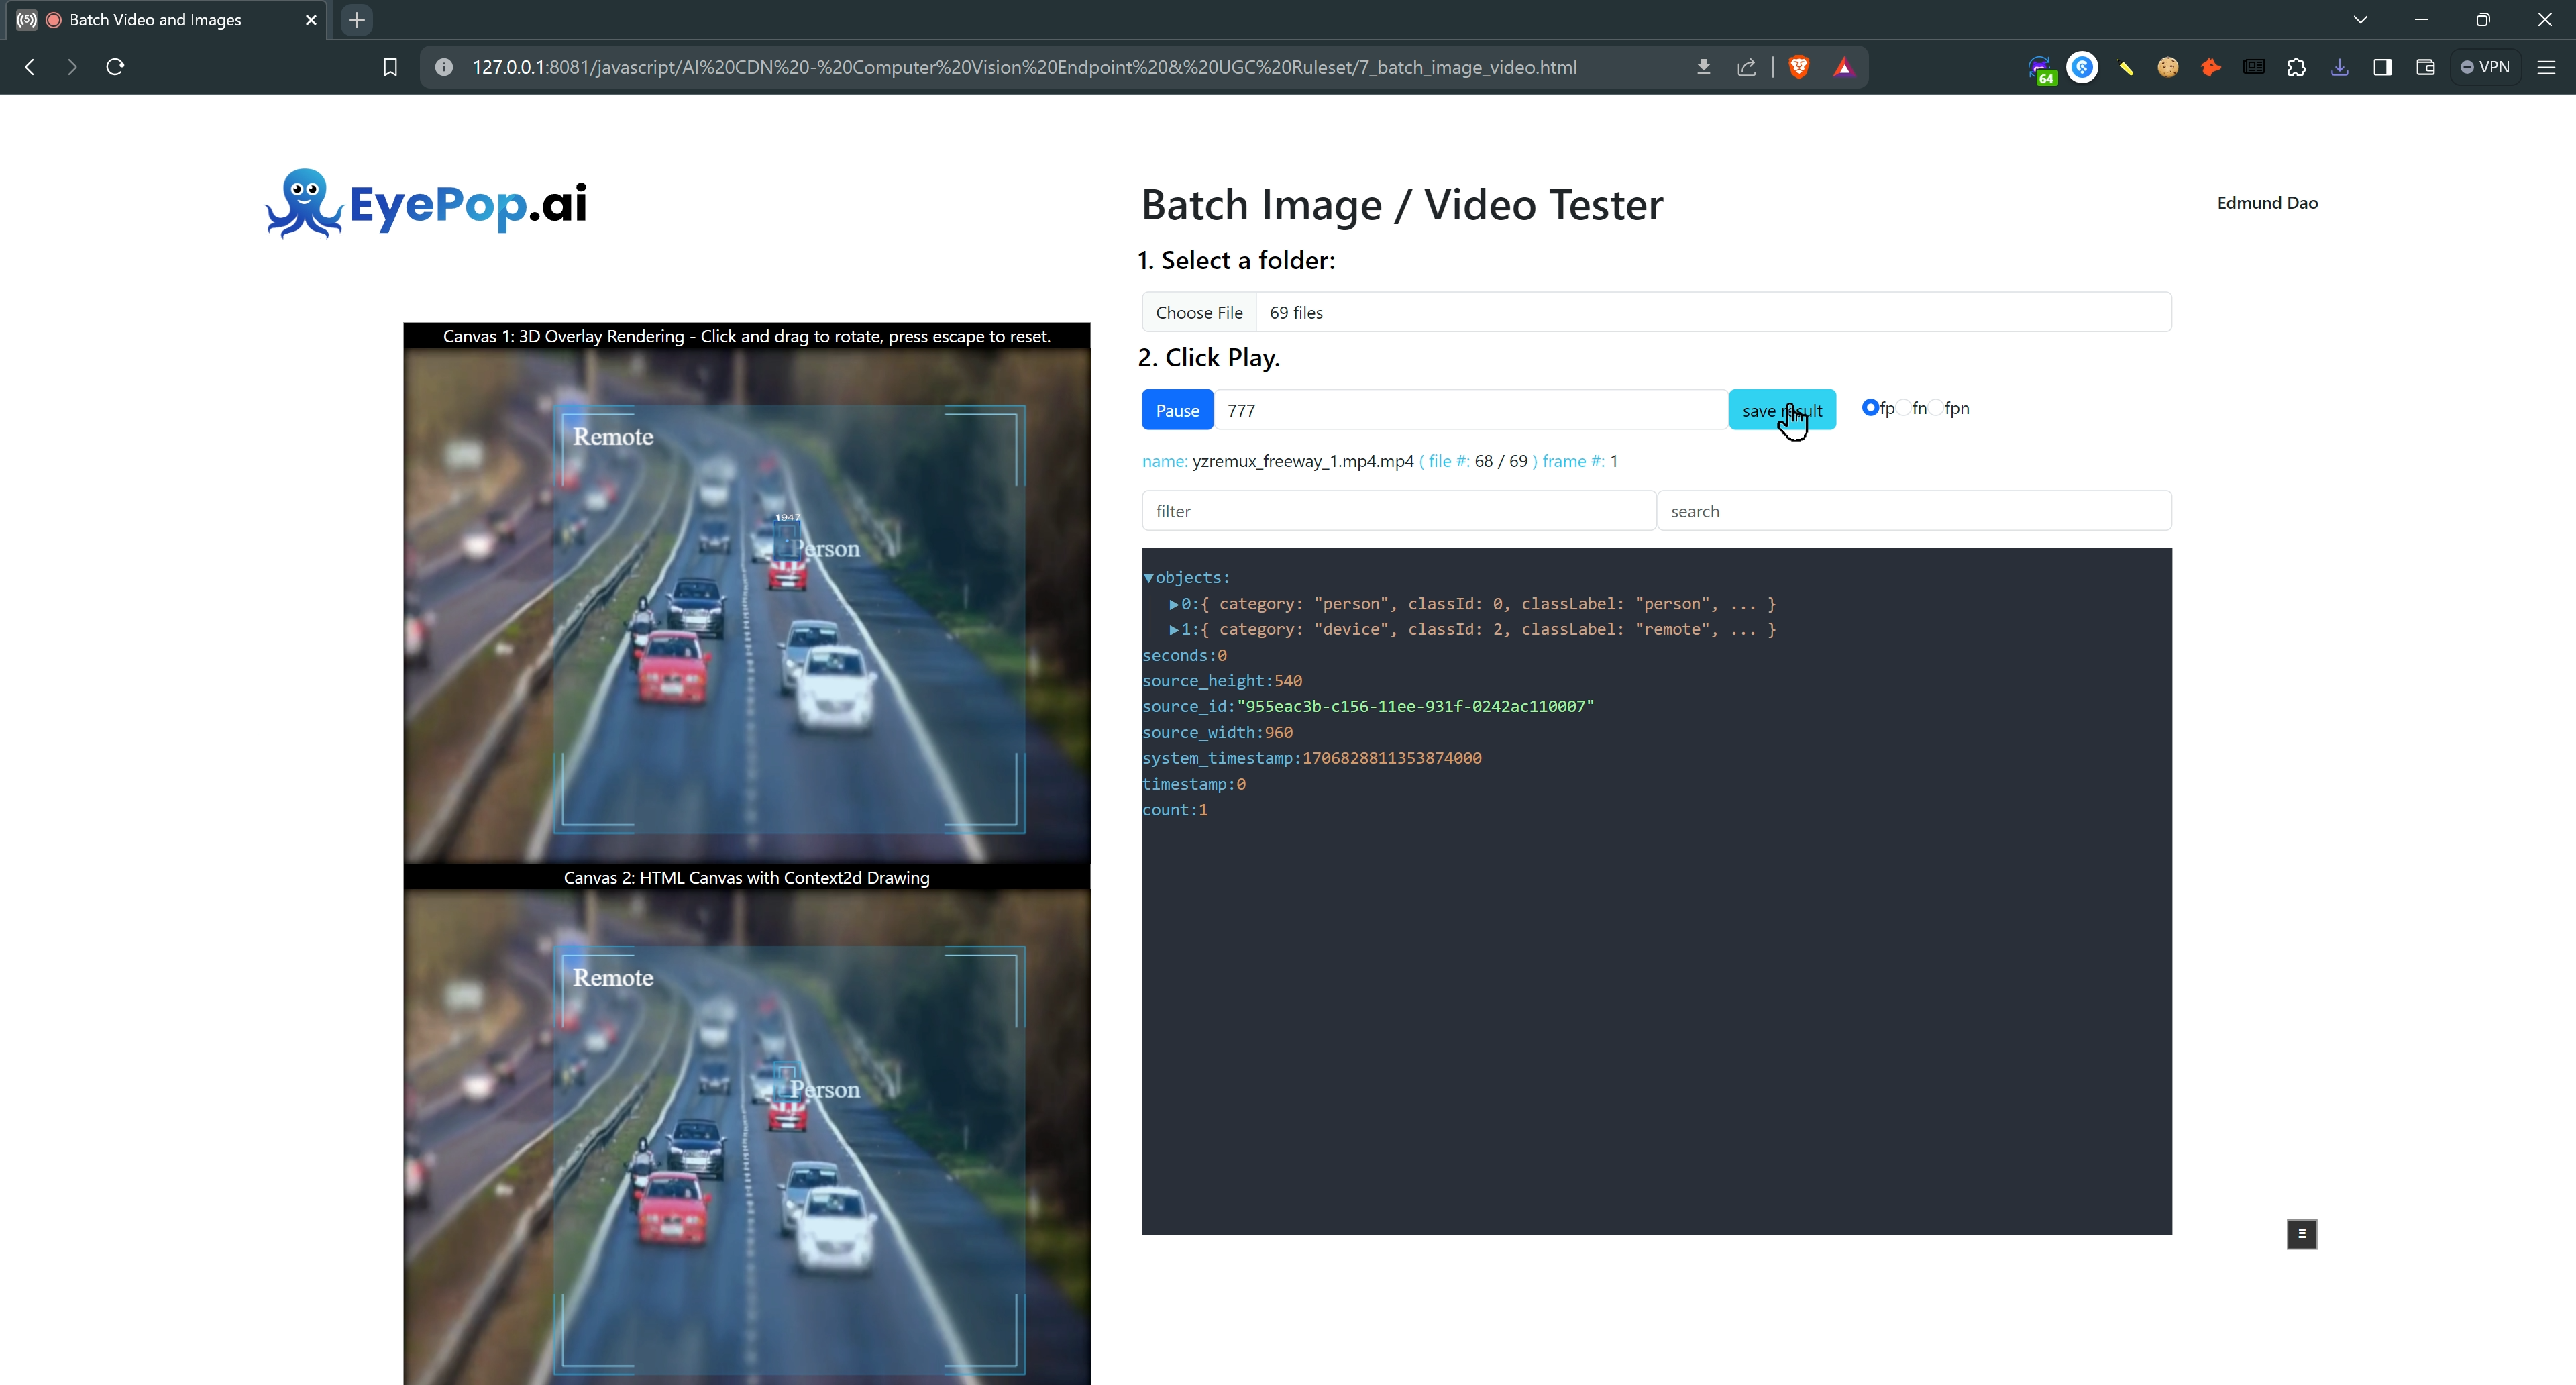 Batch Video and Images
127.0.0.1:8081/javascript/AI%20CDN%20-%20Computer%20Vision%20Endpoint%20&%20UGC%20Ruleset/7_batch_image_video.html
64
VPN
EyePop.ai
Batch Image / Video Tester
Edmund Dao
1. Select a folder:
Choose File 69 files
2. Click Play.
Pause 777 save result fp fn fpn
name: yzremux_freeway_1.mp4.mp4 ( file #: 68 / 69 ) frame #: 1
filter search
▼objects:
▶0:{ category: "person", classId: 0, classLabel: "person", ... }
▶1:{ category: "device", classId: 2, classLabel: "remote", ... }
seconds:0
source_height:540
source_id:"955eac3b-c156-11ee-931f-0242ac110007"
source_width:960
system_timestamp:1706828811353874000
timestamp:0
count:1
Canvas 1: 3D Overlay Rendering - Click and drag to rotate, press escape to reset.
Remote
1947
Person
Canvas 2: HTML Canvas with Context2d Drawing
Remote
Person